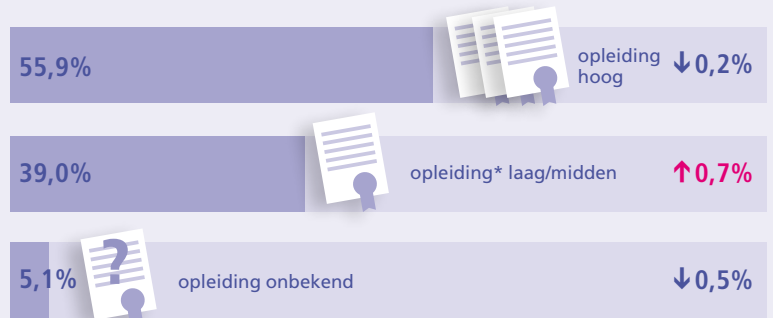 55,9%
opleiding
hoog
↓0,2%
39,0%
opleiding* laag/midden
↑0,7%
5,1%
?
opleiding onbekend
↓0,5%